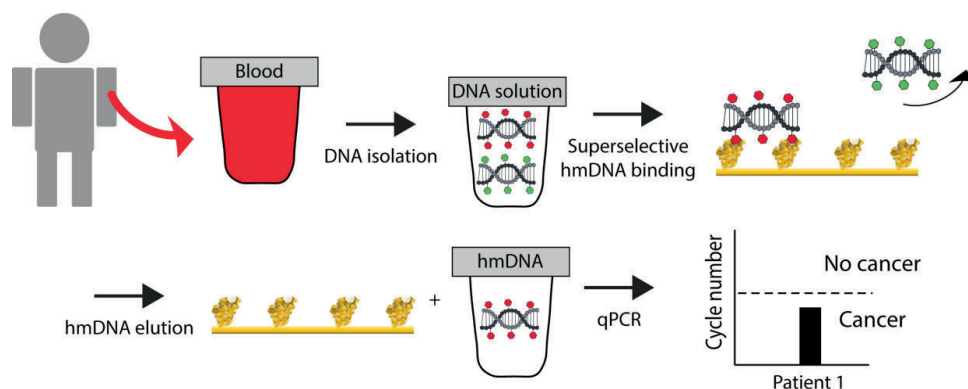 Blood
DNA isolation
DNA solution
Superselective
hmDNA binding
hmDNA elution
+
hmDNA
qPCR
Cycle number
No cancer
Cancer
Patient 1